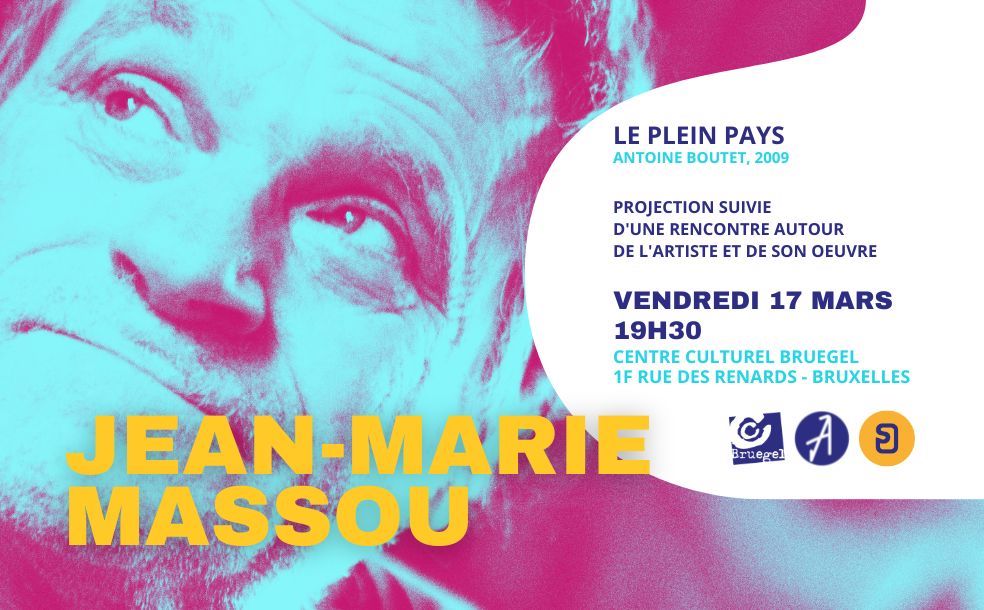 LE PLEIN PAYS
ANTOINE BOUTET, 2009
PROJECTION SUIVIE
D'UNE RENCONTRE AUTOUR
DE L'ARTISTE ET DE SON OEUVRE
VENDREDI 17 MARS
19H30
CENTRE CULTUREL BRUEGEL
1F RUE DES RENARDS - BRUXELLES
Bruegel
A
JEAN-MARIE
MASSOU